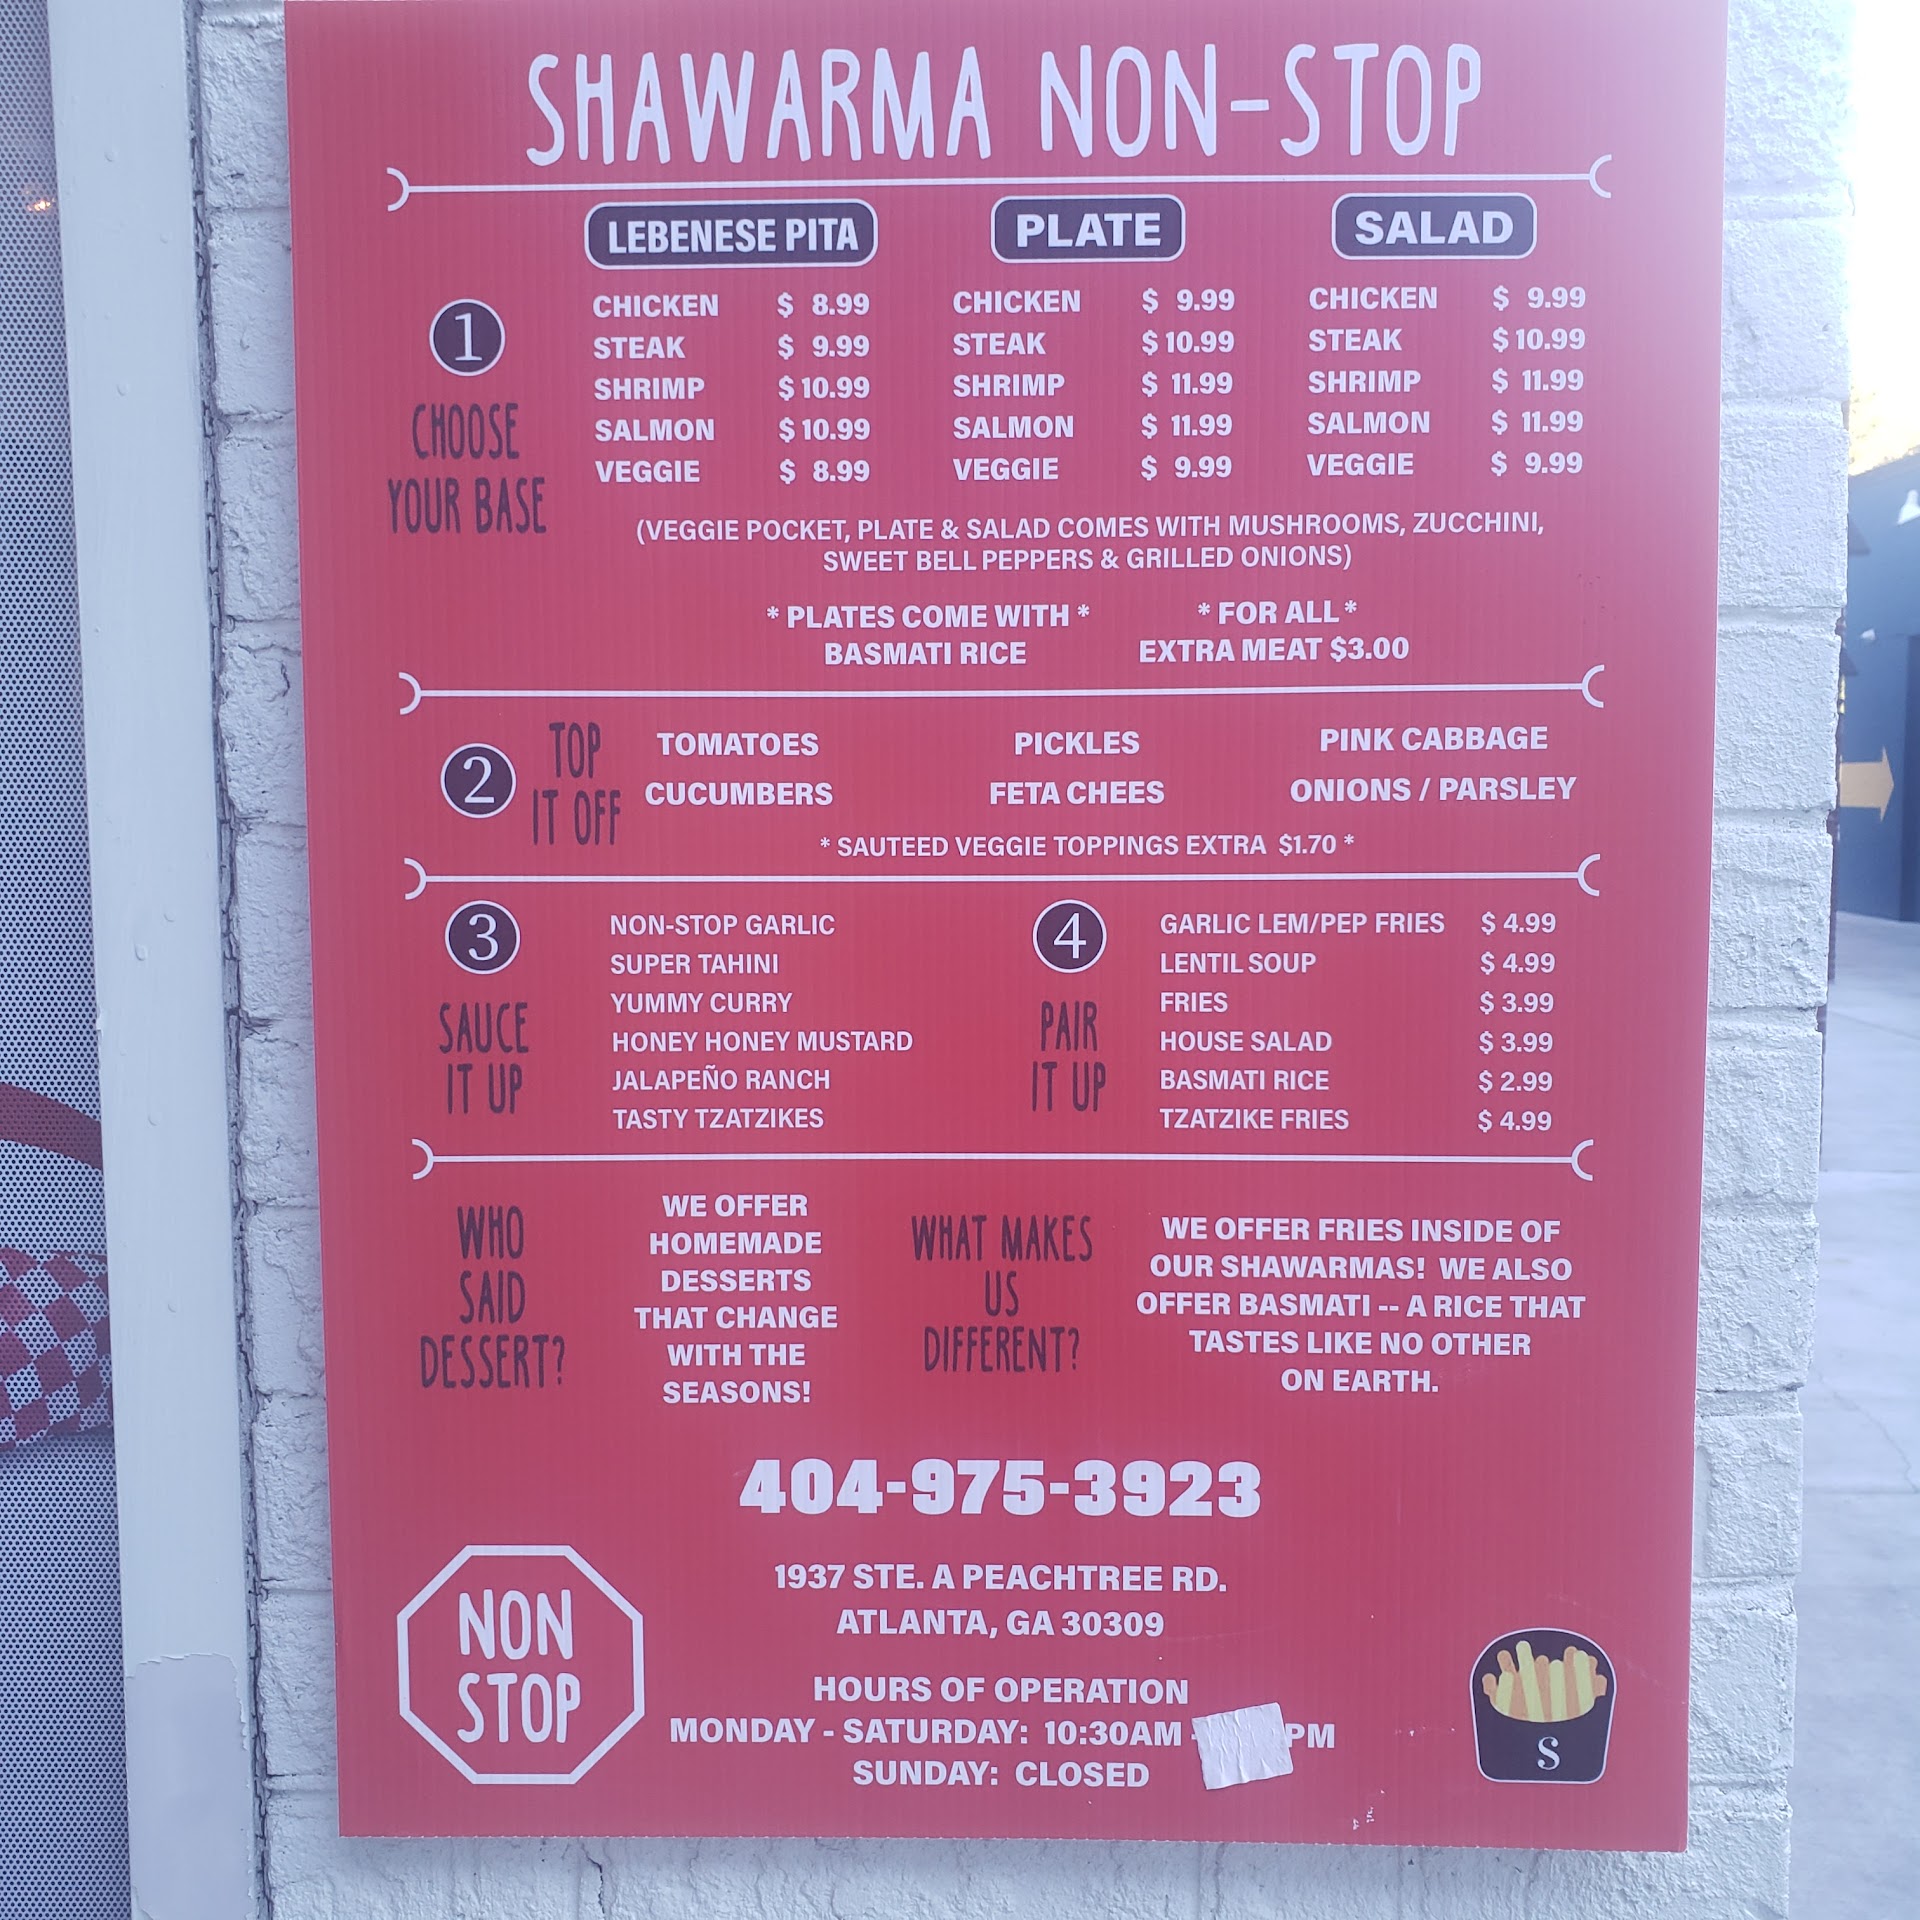 SHAWARMA NON-STOP
LEBENESE PITA
CHICKEN $ 8.99
STEAK $ 9.99
SHRIMP $ 10.99
SALMON $ 10.99
VEGGIE $ 8.99
PLATE
CHICKEN $ 9.99
STEAK $ 10.99
SHRIMP $ 11.99
SALMON $ 11.99
VEGGIE $ 9.99
SALAD
CHICKEN $ 9.99
STEAK $ 10.99
SHRIMP $ 11.99
SALMON $ 11.99
VEGGIE $ 9.99
1
CHOOSE
YOUR BASE
(VEGGIE POCKET, PLATE & SALAD COMES WITH MUSHROOMS, ZUCCHINI,
SWEET BELL PEPPERS & GRILLED ONIONS)
* PLATES COME WITH *
BASMATI RICE
* FOR ALL *
EXTRA MEAT $3.00
2
TOP
IT OFF
TOMATOES
CUCUMBERS
PICKLES
FETA CHEES
PINK CABBAGE
ONIONS / PARSLEY
* SAUTEED VEGGIE TOPPINGS EXTRA $1.70 *
3
SAUCE
IT UP
NON-STOP GARLIC
SUPER TAHINI
YUMMY CURRY
HONEY HONEY MUSTARD
JALAPEÑO RANCH
TASTY TZATZIKES
4
PAIR
IT UP
GARLIC LEM/PEP FRIES $ 4.99
LENTIL SOUP $ 4.99
FRIES $ 3.99
HOUSE SALAD $ 3.99
BASMATI RICE $ 2.99
TZATZIKE FRIES $ 4.99
WHO
SAID
DESSERT?
WE OFFER
HOMEMADE
DESSERTS
THAT CHANGE
WITH THE
SEASONS!
WHAT MAKES
US
DIFFERENT?
WE OFFER FRIES INSIDE OF
OUR SHAWARMAS! WE ALSO
OFFER BASMATI -- A RICE THAT
TASTES LIKE NO OTHER
ON EARTH.
404-975-3923
1937 STE. A PEACHTREE RD.
ATLANTA, GA 30309
HOURS OF OPERATION
MONDAY - SATURDAY: 10:30AM - PM
SUNDAY: CLOSED
NON
STOP
S